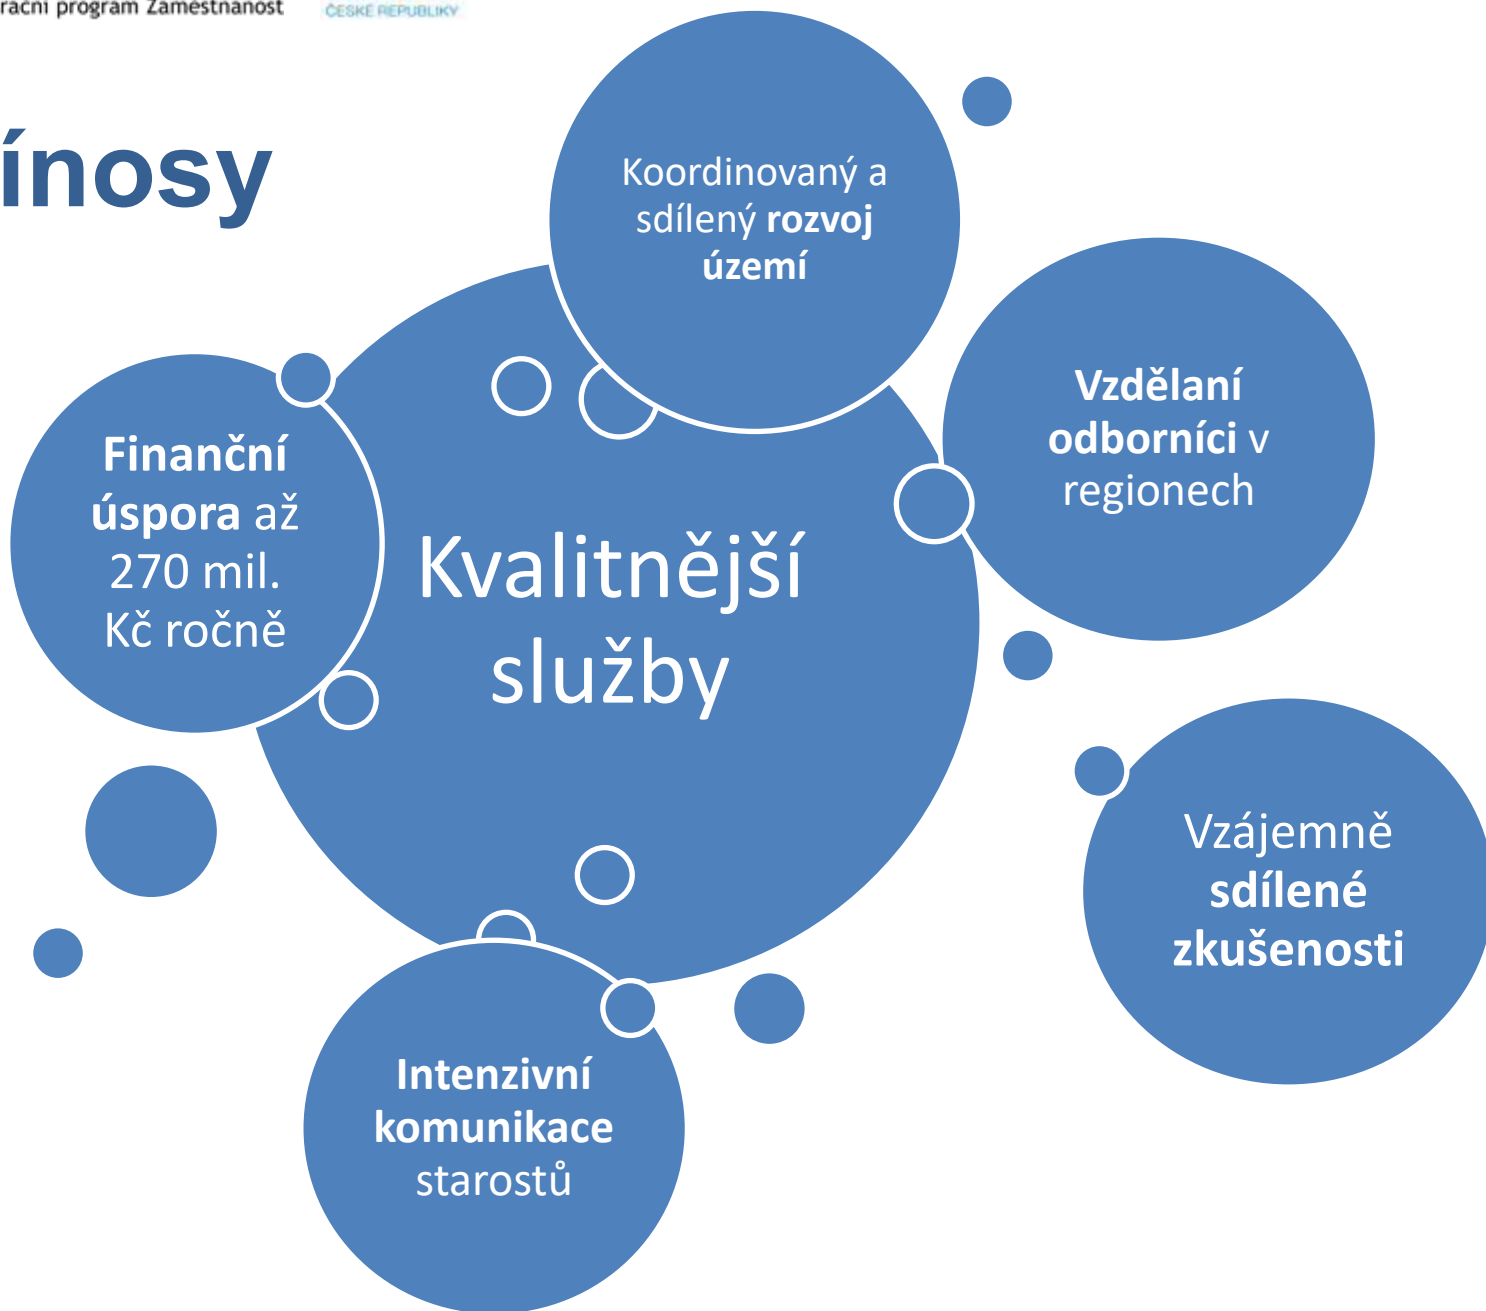 rační program Zaměstnanost
ČESKÉ REPUBLIKY
ínosy
Koordinovaný a
sdílený rozvoj
území
Vzdělaní
odborníci v
regionech
Finanční
úspora až
270 mil.
Kč ročně
Kvalitnější
služby
Vzájemně
sdílené
zkušenosti
Intenzivní
komunikace
starostů